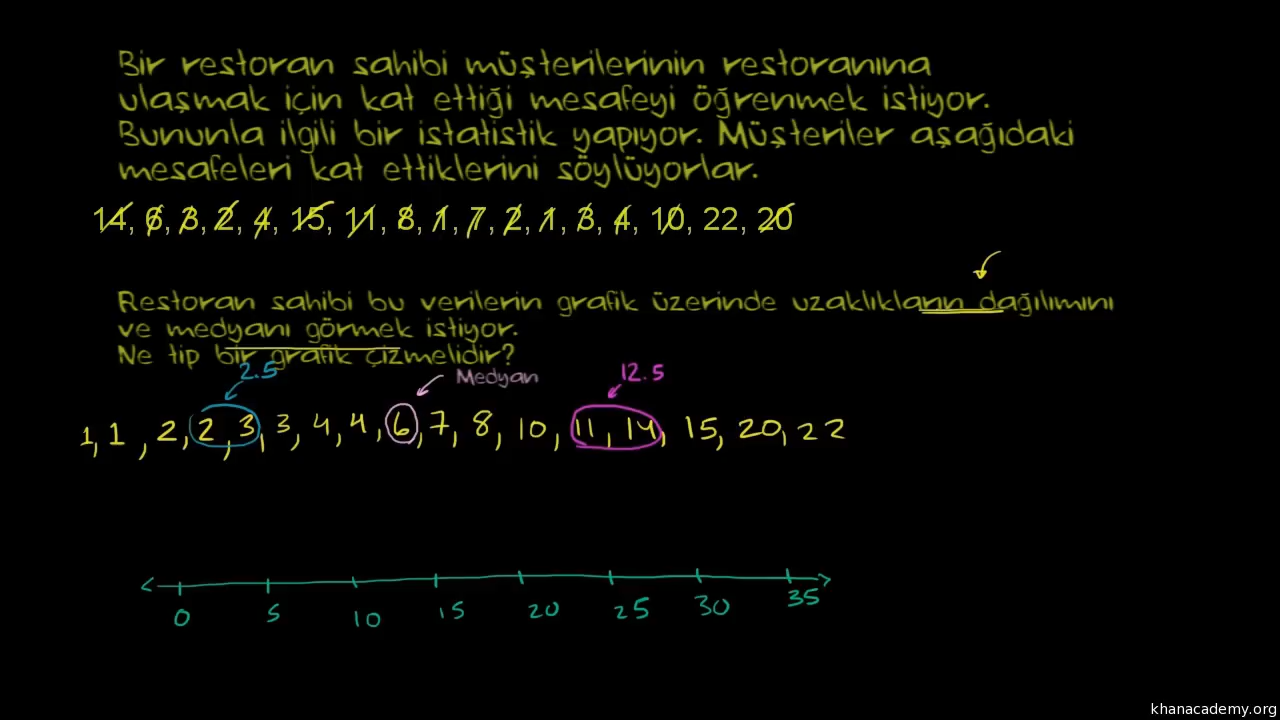 Bir restoran sahibi müşterilerinin restoranına
ulaşmak için kat ettiği mesafeyi öğrenmek istiyor.
Bununla ilgili bir istatistik yapıyor. Müşteriler aşağıdaki
mesafeleri kat ettiklerini söylüyorlar.
14, 6, 3, 2, 4, 15, 11, 8, 1, 7, 2, 1, 3, 4, 10, 22, 20
Restoran sahibi bu verilerin grafik üzerinde uzaklıkların dağılımını
ve medyanı görmek istiyor.
Ne tip bir grafik çizmelidir?
2.5 Medyan 12.5
1, 1, 2, 2, 3, 3, 4, 4, 6, 7, 8, 10, 11, 14, 15, 20, 22
0 5 10 15 20 25 30 35
khanacademy.org